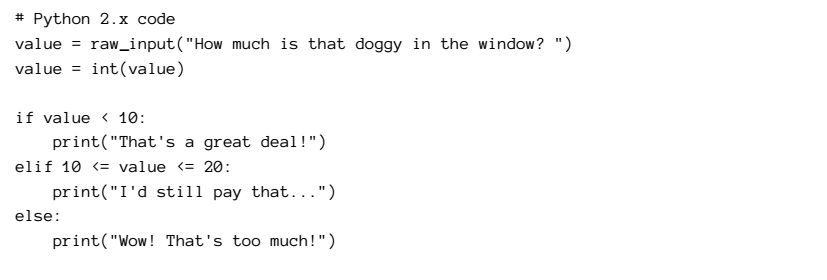 # Python 2.x code
value = raw_input("How much is that doggy in the window? ")
value = int(value)

if value < 10:
    print("That's a great deal!")
elif 10 <= value <= 20:
    print("I'd still pay that...")
else:
    print("Wow! That's too much!")